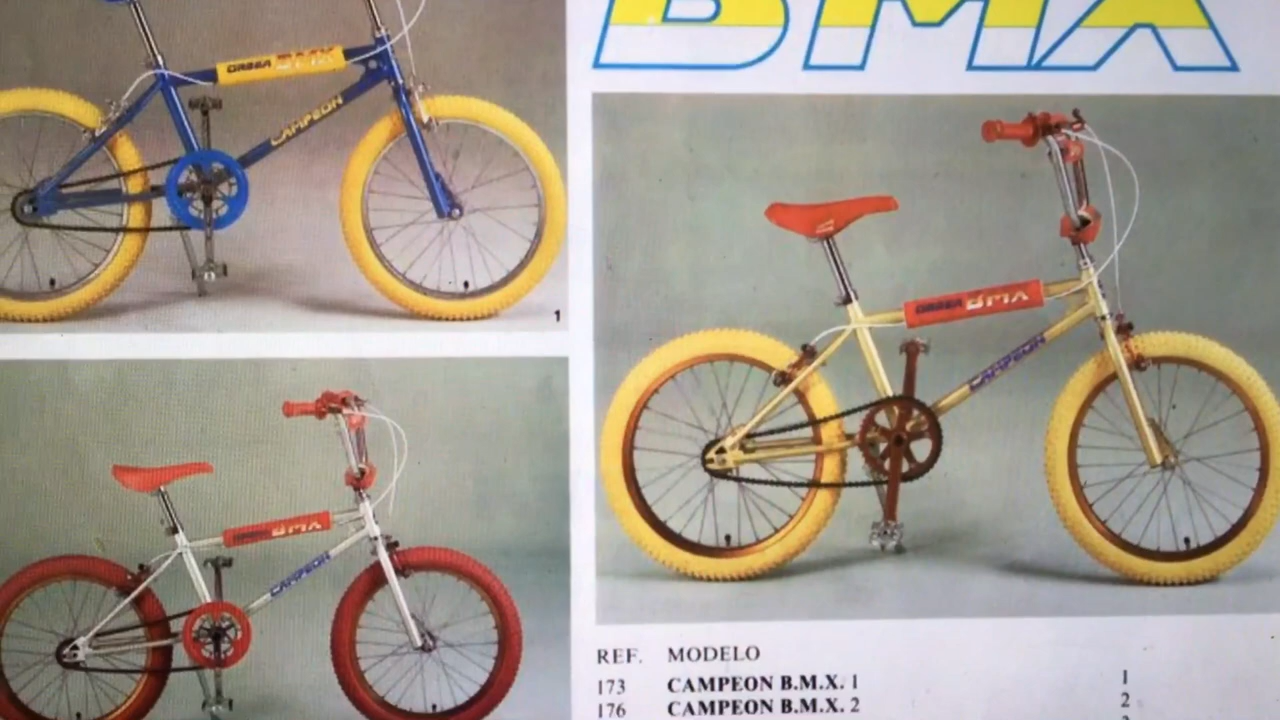 BMX
ORBEA BMX
CAMPEON
1
ORBEA BMX
CAMPEON
BMX
CAMPEON
REF. MODELO
173 CAMPEON B.M.X. 1 1
176 CAMPEON B.M.X. 2 2